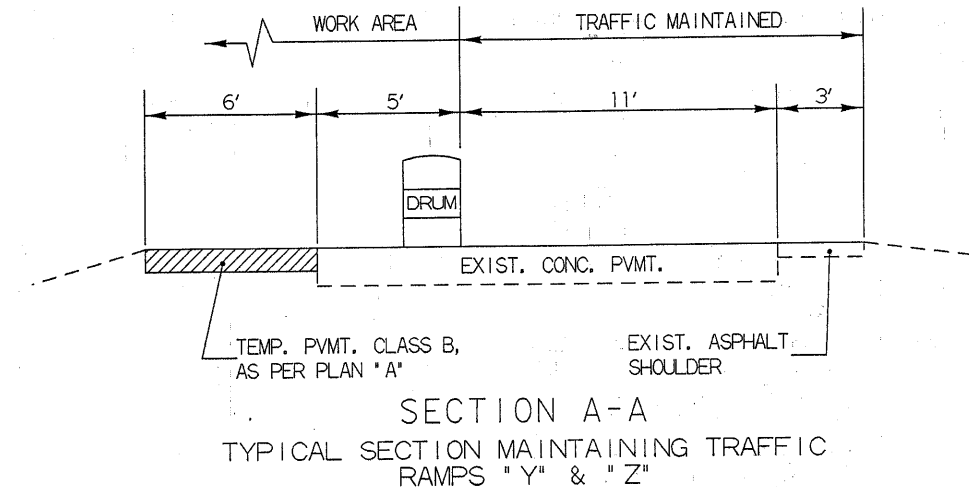 WORK AREA
TRAFFIC MAINTAINED
6'
5'
11'
3'
DRUM
EXIST. CONC. PVMT.
TEMP. PVMT. CLASS B,
AS PER PLAN "A"
EXIST. ASPHALT
SHOULDER
SECTION A-A
TYPICAL SECTION MAINTAINING TRAFFIC
RAMPS "Y" & "Z"